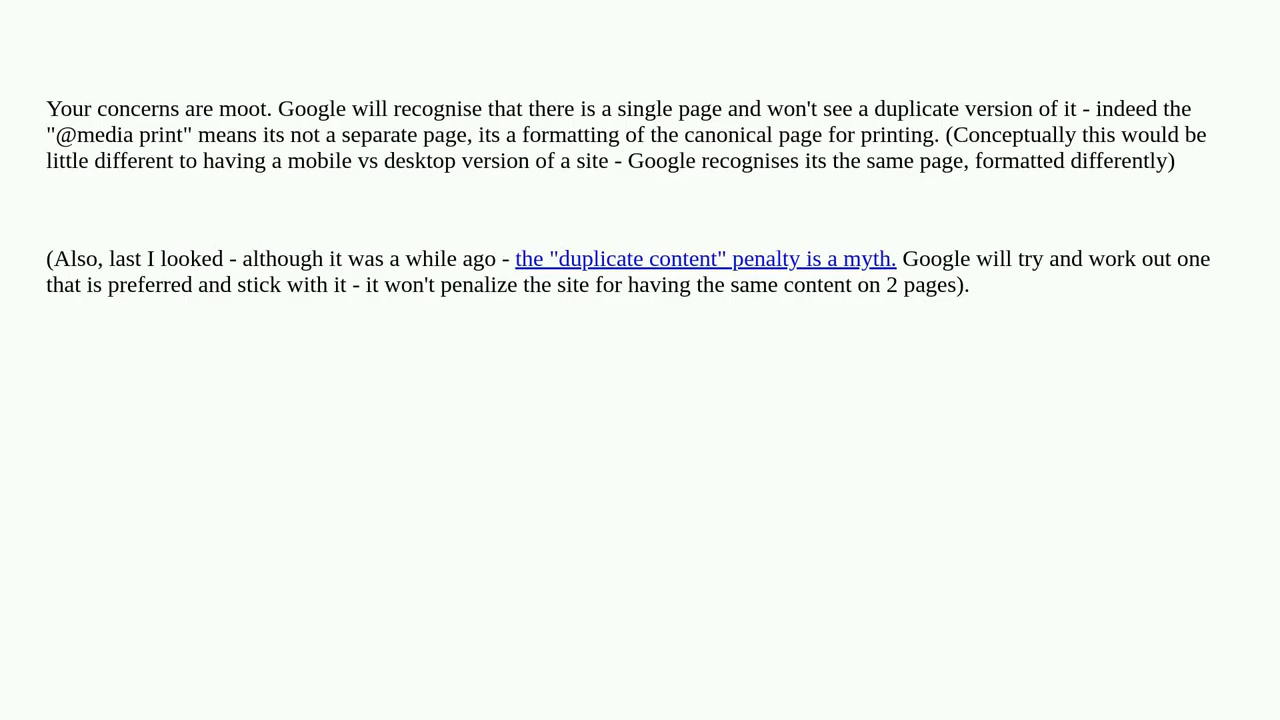 Your concerns are moot. Google will recognise that there is a single page and won't see a duplicate version of it - indeed the
"@media print" means its not a separate page, its a formatting of the canonical page for printing. (Conceptually this would be
little different to having a mobile vs desktop version of a site - Google recognises its the same page, formatted differently)
(Also, last I looked - although it was a while ago - the "duplicate content" penalty is a myth. Google will try and work out one
that is preferred and stick with it - it won't penalize the site for having the same content on 2 pages).